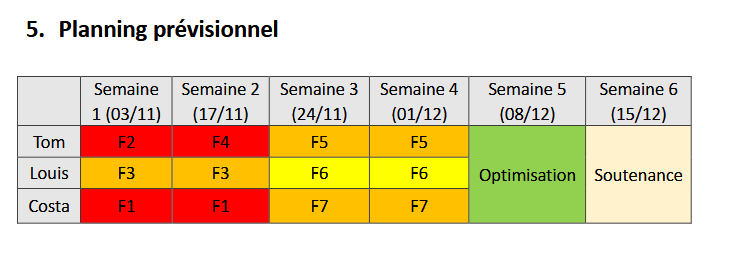 5. Planning prévisionnel
Semaine 1 (03/11) Semaine 2 (17/11) Semaine 3 (24/11) Semaine 4 (01/12) Semaine 5 (08/12) Semaine 6 (15/12)
Tom F2 F4 F5 F5
Louis F3 F3 F6 F6 Optimisation Soutenance
Costa F1 F1 F7 F7